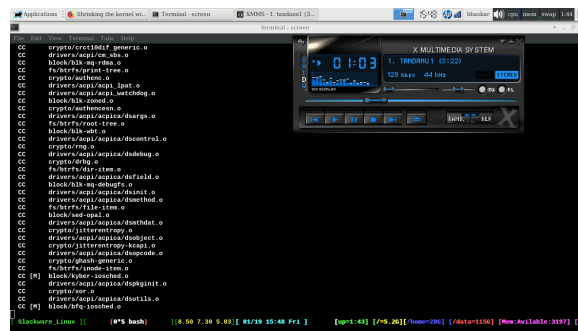 Applications
Shrinking the kernel wi...
Terminal - screen
XMMS - 1. tandanu1 (3...
15:48
bhaskar
cpu
mem
swap
1:44
Terminal - screen
File Edit View Terminal Tabs Help
CC crypto/crct10dif_generic.o
CC drivers/acpi/cm_sbs.o
CC block/blk-mq-rdma.o
CC fs/btrfs/print-tree.o
CC crypto/authenc.o
CC drivers/acpi/acpi_lpat.o
CC drivers/acpi/acpi_watchdog.o
CC block/blk-zoned.o
CC crypto/authencesn.o
CC drivers/acpi/acpica/dsargs.o
CC fs/btrfs/root-tree.o
CC block/blk-wbt.o
CC drivers/acpi/acpica/dscontrol.o
CC crypto/rng.o
CC drivers/acpi/acpica/dsdebug.o
CC crypto/drbg.o
CC drivers/acpi/acpica/dsfield.o
CC fs/btrfs/dir-item.o
CC block/blk-mq-debugfs.o
CC drivers/acpi/acpica/dsinit.o
CC drivers/acpi/acpica/dsmethod.o
CC fs/btrfs/file-item.o
CC block/sed-opal.o
CC drivers/acpi/acpica/dsmthdat.o
CC crypto/jitterentropy.o
CC drivers/acpi/acpica/dsobject.o
CC crypto/jitterentropy-kcapi.o
CC drivers/acpi/acpica/dsopcode.o
CC crypto/ghash-generic.o
CC fs/btrfs/inode-item.o
CC [M] block/kyber-iosched.o
CC drivers/acpi/acpica/dspkginit.o
CC crypto/xor.o
CC drivers/acpi/acpica/dsutils.o
CC [M] block/bfq-iosched.o
X MULTIMEDIA SYSTEM
01:03
1. TANDANU1 (3:22)
128 kbps 44 kHz
STEREO
EQ PL
RAND. REP
X
Slackware_Linux ][ (0*$ bash) ][8.50 7.30 5.03][ 01/19 15:48 Fri ] [up=1:43] [/=5.2G][/home=28G] [/data=115G] [Mem:Avilable:3197] [